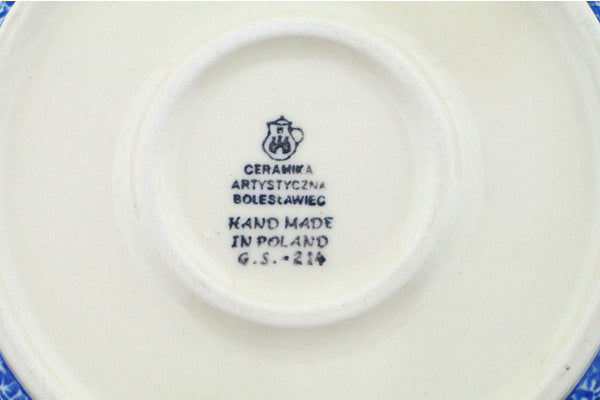 CERAMIKA
ARTYSTYCZNA
BOLESŁAWIEC
HAND MADE
IN POLAND
G.S. • 214